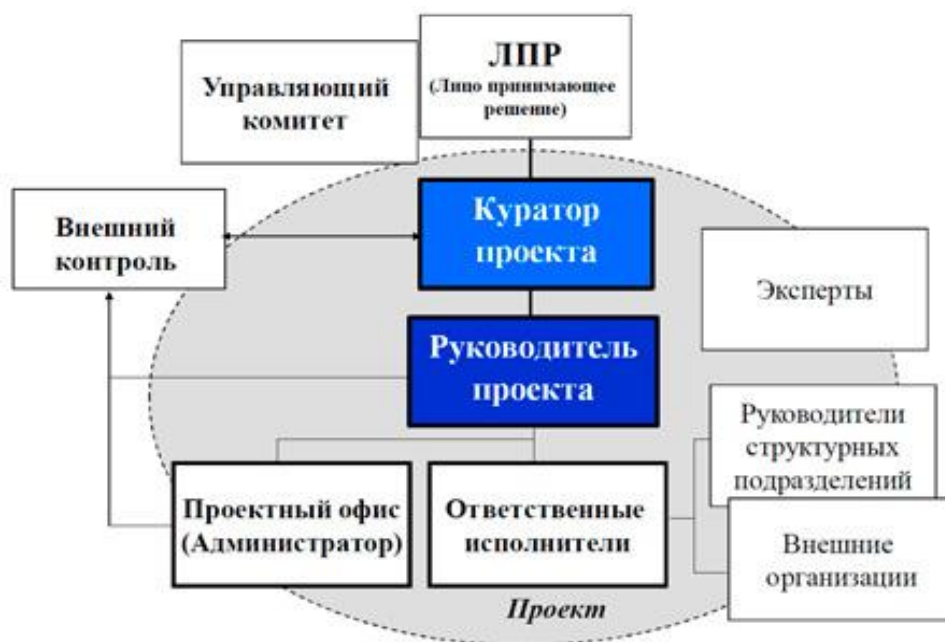 ЛПР
(Лицо принимающее
решение)
Управляющий
комитет
Куратор
проекта
Внешний
контроль
Эксперты
Руководитель
проекта
Руководители
структурных
подразделений
Проектный офис
(Администратор)
Ответственные
исполнители
Внешние
организации
Проект